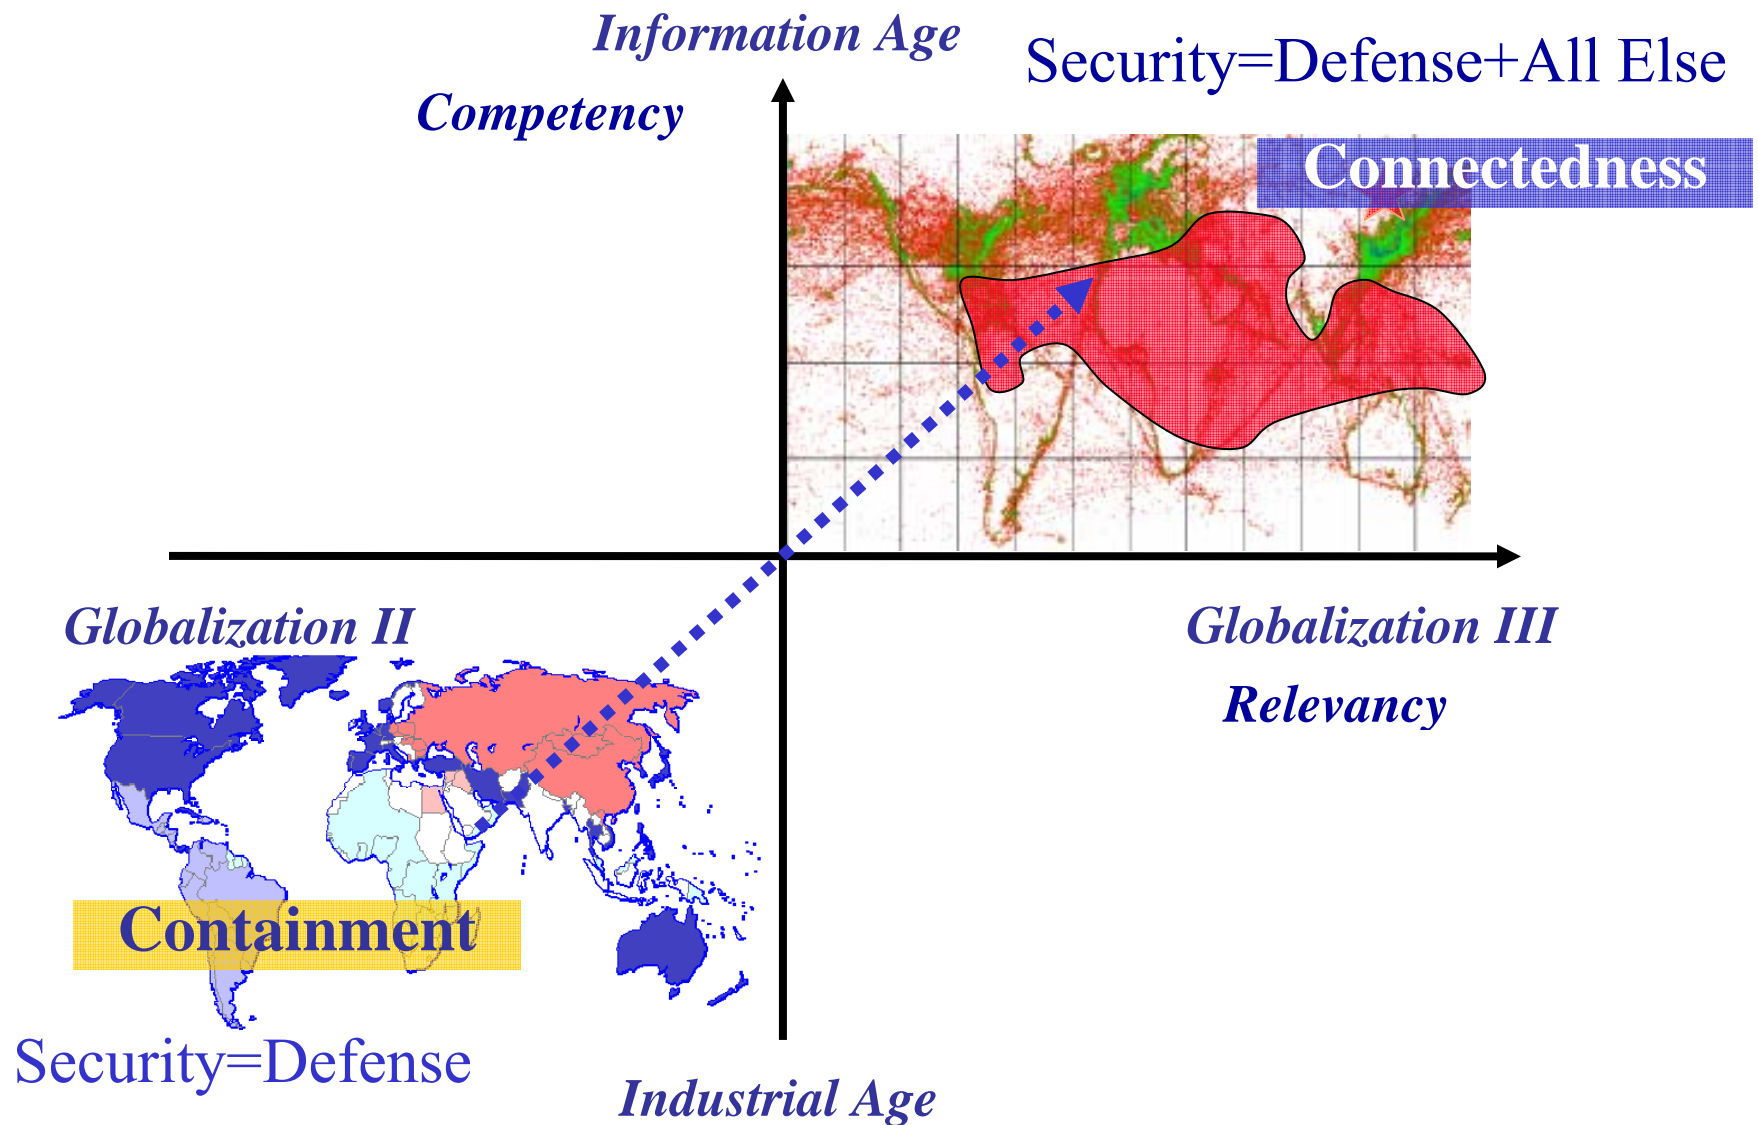 Information Age
Security=Defense+All Else
Competency
Connectedness
Globalization II
Globalization III
Relevancy
Containment
Security=Defense
Industrial Age